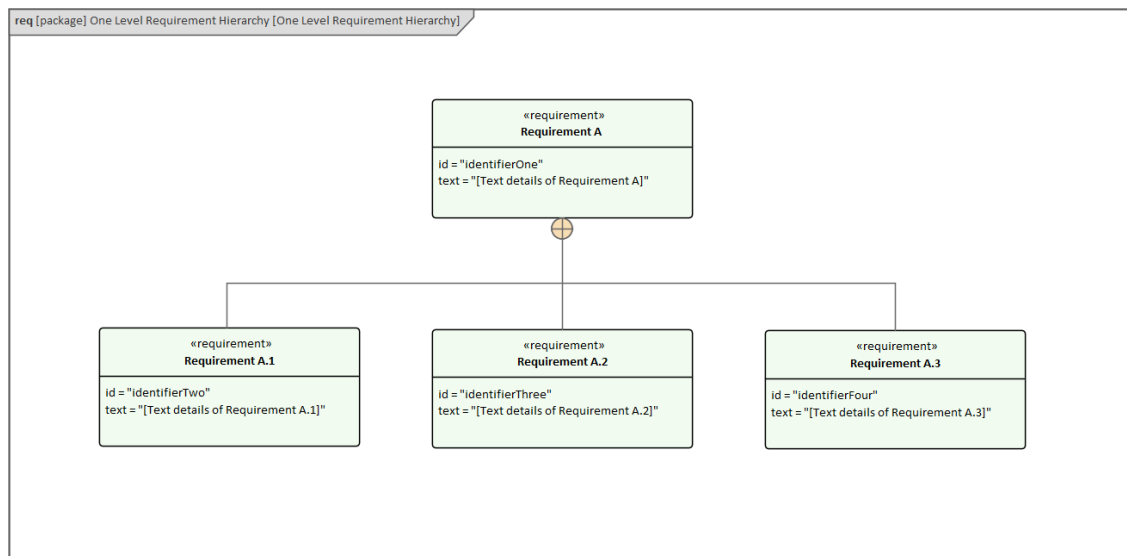 req [package] One Level Requirement Hierarchy [One Level Requirement Hierarchy]
«requirement»
Requirement A
id = "identifierOne"
text = "[Text details of Requirement A]"
«requirement»
Requirement A.1
id = "identifierTwo"
text = "[Text details of Requirement A.1]"
«requirement»
Requirement A.2
id = "identifierThree"
text = "[Text details of Requirement A.2]"
«requirement»
Requirement A.3
id = "identifierFour"
text = "[Text details of Requirement A.3]"